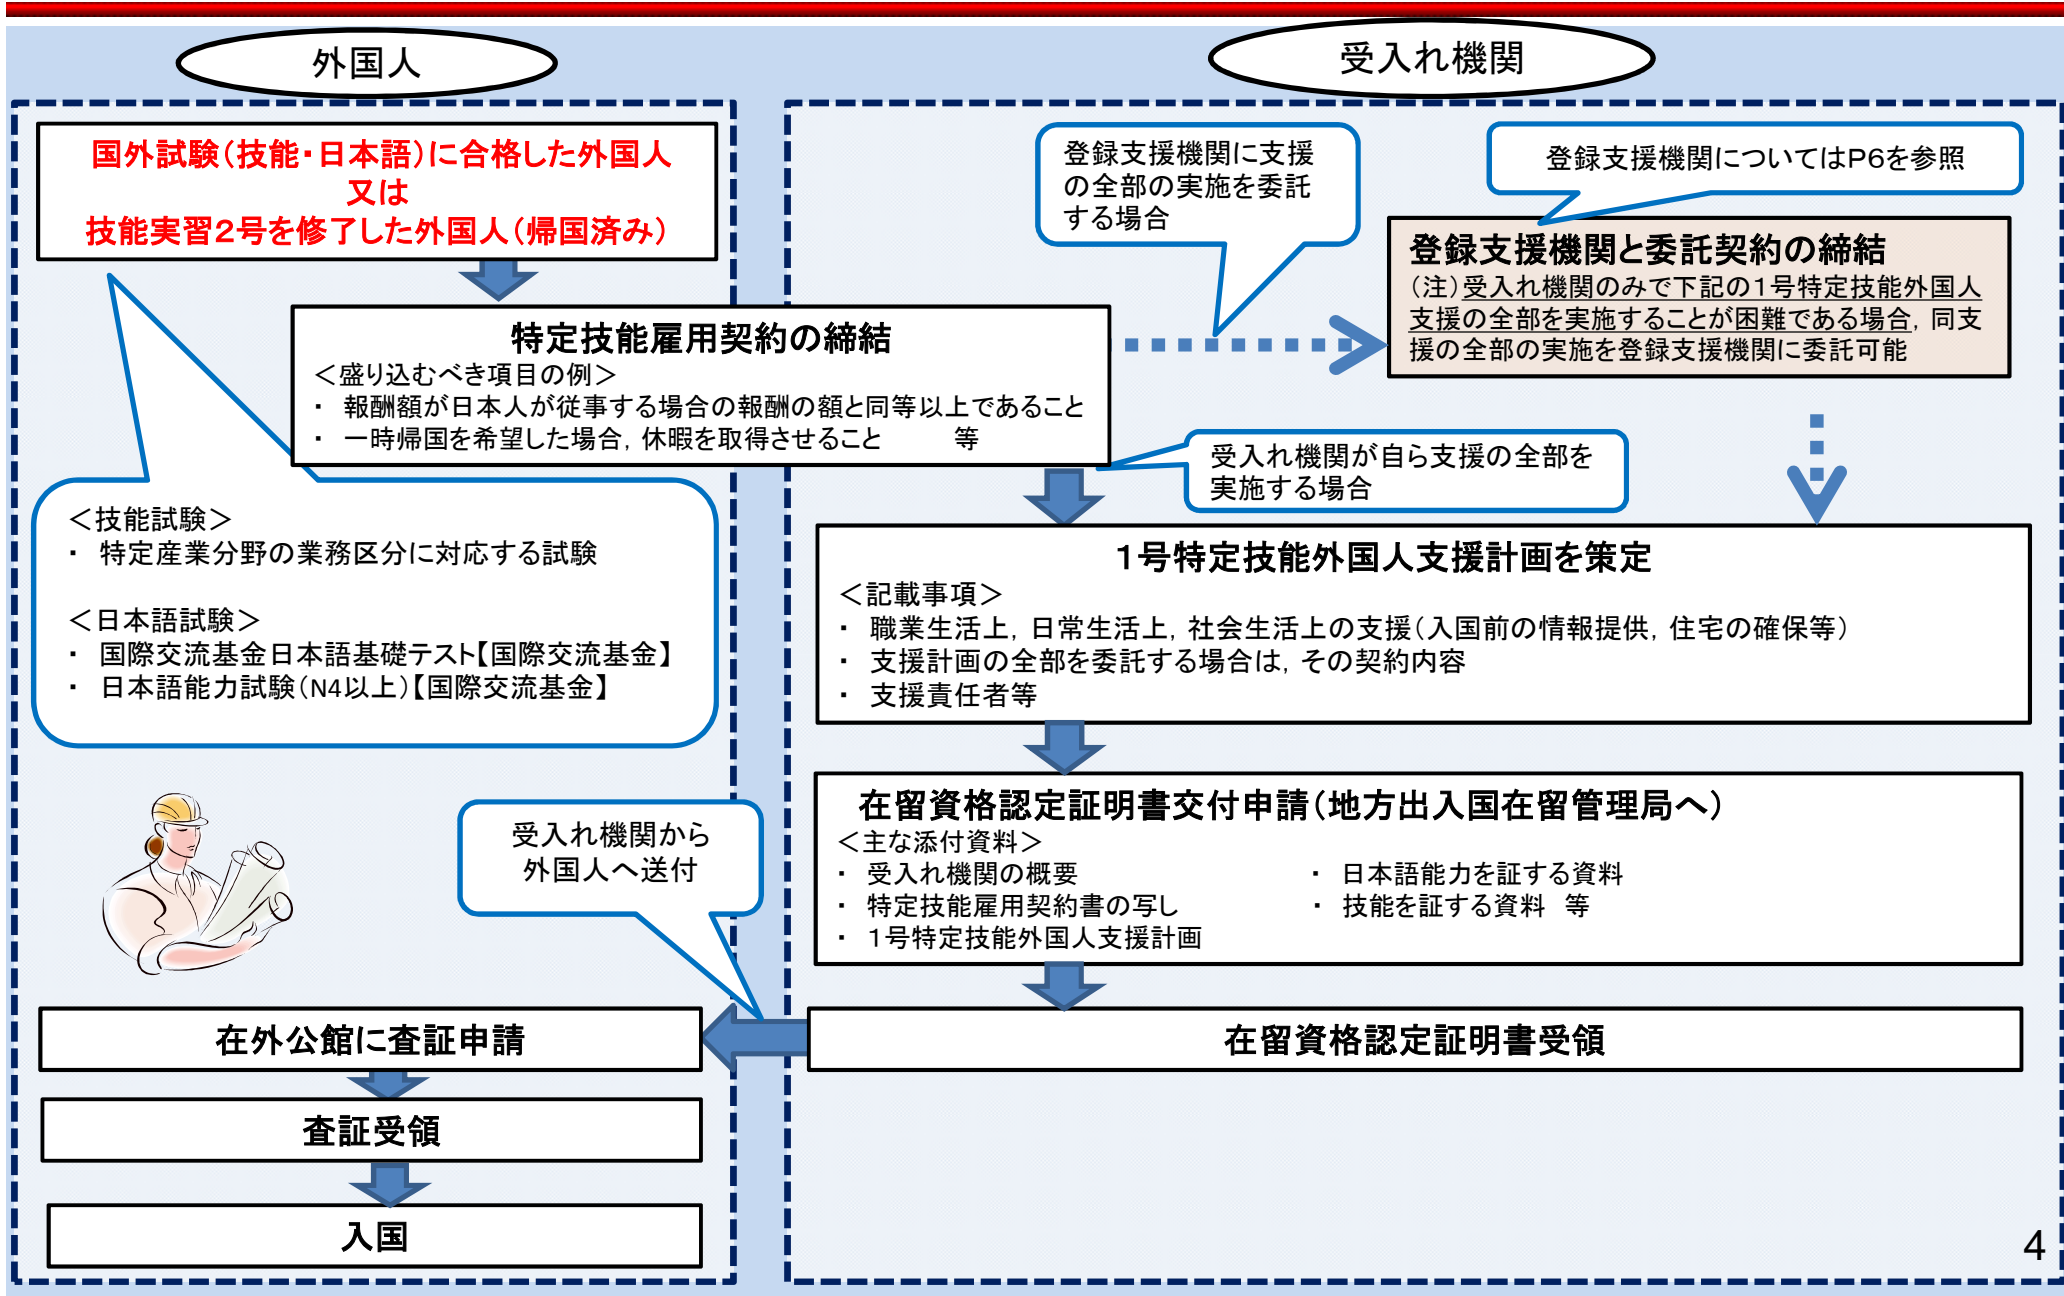 外国人
受入れ機関
国外試験（技能・日本語）に合格した外国人
又は
技能実習２号を修了した外国人（帰国済み）
登録支援機関に支援
の全部の実施を委託
する場合
登録支援機関についてはＰ６を参照
登録支援機関と委託契約の締結
（注）受入れ機関のみで下記の１号特定技能外国人
支援の全部を実施することが困難である場合，同支
援の全部の実施を登録支援機関に委託可能
特定技能雇用契約の締結
＜盛り込むべき項目の例＞
・ 報酬額が日本人が従事する場合の報酬の額と同等以上であること
・ 一時帰国を希望した場合，休暇を取得させること　　等
受入れ機関が自ら支援の全部を
実施する場合
＜技能試験＞
・ 特定産業分野の業務区分に対応する試験
＜日本語試験＞
・ 国際交流基金日本語基礎テスト【国際交流基金】
・ 日本語能力試験（N4以上）【国際交流基金】
１号特定技能外国人支援計画を策定
＜記載事項＞
・ 職業生活上，日常生活上，社会生活上の支援（入国前の情報提供，住宅の確保等）
・ 支援計画の全部を委託する場合は，その契約内容
・ 支援責任者等
在留資格認定証明書交付申請（地方出入国在留管理局へ）
＜主な添付資料＞
・ 受入れ機関の概要
・ 特定技能雇用契約書の写し
・ １号特定技能外国人支援計画
・ 日本語能力を証する資料
・ 技能を証する資料　等
受入れ機関から
外国人へ送付
在外公館に査証申請
在留資格認定証明書受領
査証受領
入国
4